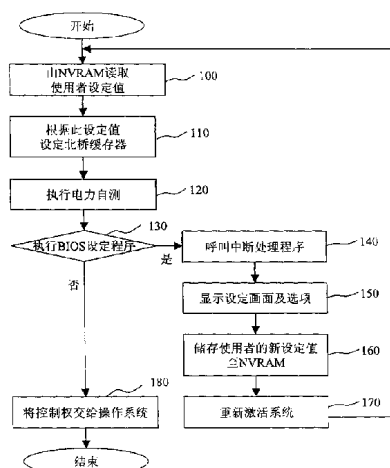 开始
由NVRAM读取
使用者设定值
100
根据此设定值
设定北桥缓存器
110
执行电力自测
120
执行BIOS设定程序
130
是
否
呼叫中断处理程序
140
显示设定画面及选项
150
储存使用者的新设定值
至NVRAM
160
重新激活系统
170
将控制权交给操作系统
180
结束